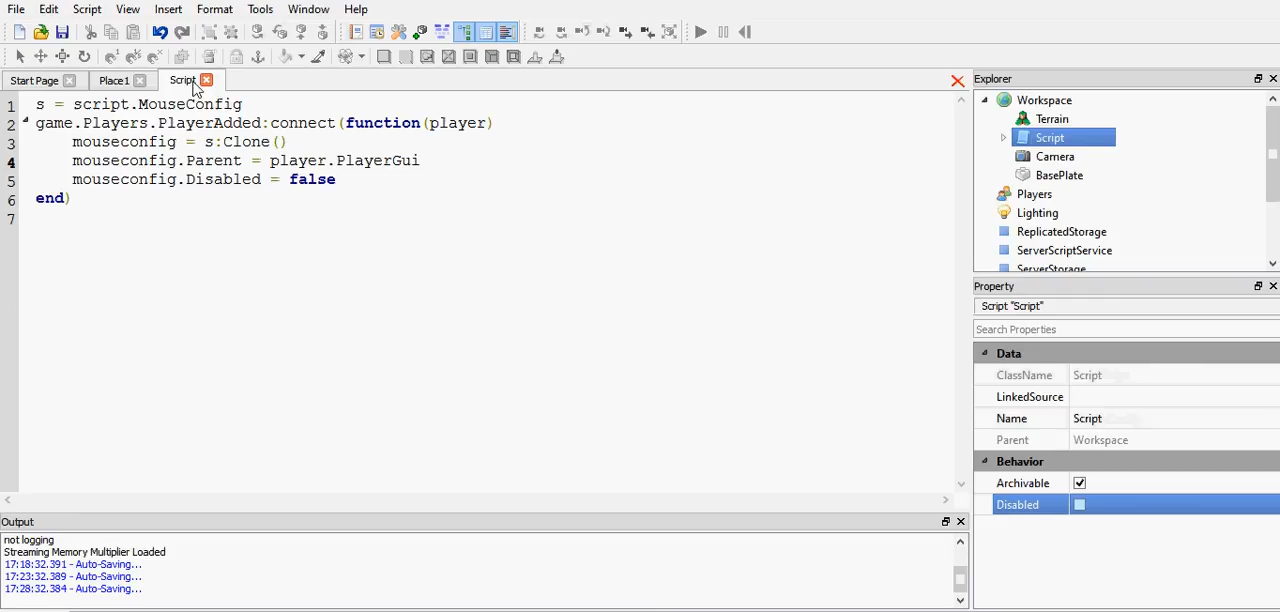 File Edit Script View Insert Format Tools Window Help
Start Page Place1 Script
1 s = script.MouseConfig
2 game.Players.PlayerAdded:connect(function(player)
3 mouseconfig = s:Clone()
4 mouseconfig.Parent = player.PlayerGui
5 mouseconfig.Disabled = false
6 end)
7
Output
not logging
Streaming Memory Multiplier Loaded
17:18:32.391 - Auto-Saving...
17:23:32.389 - Auto-Saving...
17:28:32.384 - Auto-Saving...
Explorer
Workspace
Terrain
Script
Camera
BasePlate
Players
Lighting
ReplicatedStorage
ServerScriptService
ServerStorage
Property
Script "Script"
Search Properties
Data
ClassName Script
LinkedSource
Name Script
Parent Workspace
Behavior
Archivable
Disabled